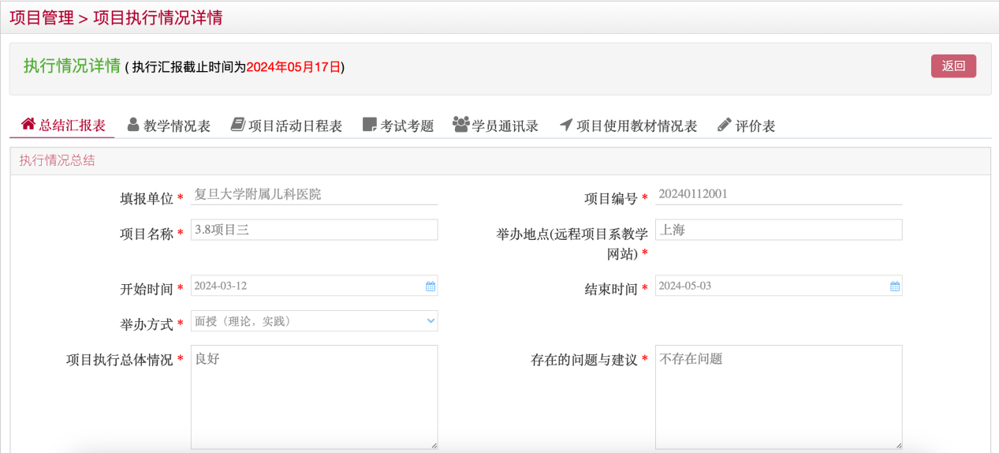 项目管理 > 项目执行情况详情
执行情况详情 ( 执行汇报截止时间为2024年05月17日)
返回
总结汇报表 教学情况表 项目活动日程表 考试考题 学员通讯录 项目使用教材情况表 评价表
执行情况总结
填报单位 * 复旦大学附属儿科医院
项目编号 * 20240112001
项目名称 * 3.8项目三
举办地点(远程项目系教学
网站) * 上海
开始时间 * 2024-03-12
结束时间 * 2024-05-03
举办方式 * 面授（理论，实践）
项目执行总体情况 * 良好
存在的问题与建议 * 不存在问题